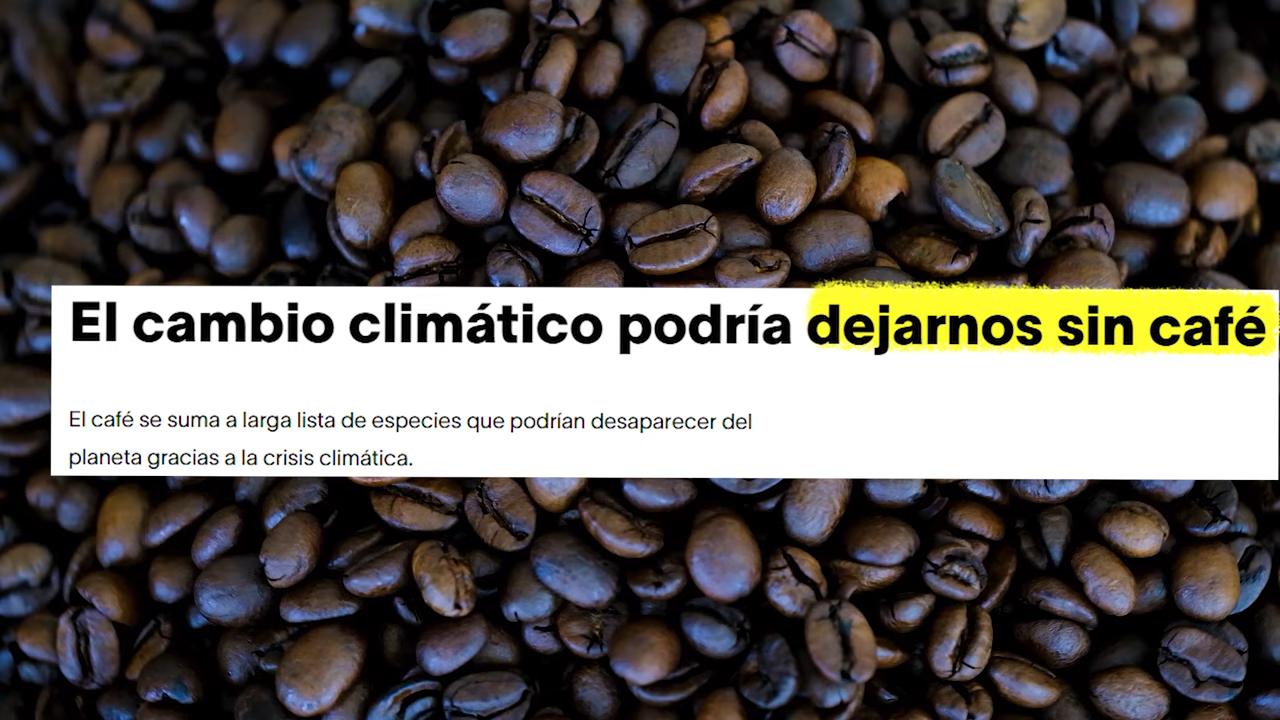 El cambio climático podría dejarnos sin café
El café se suma a larga lista de especies que podrían desaparecer del
planeta gracias a la crisis climática.